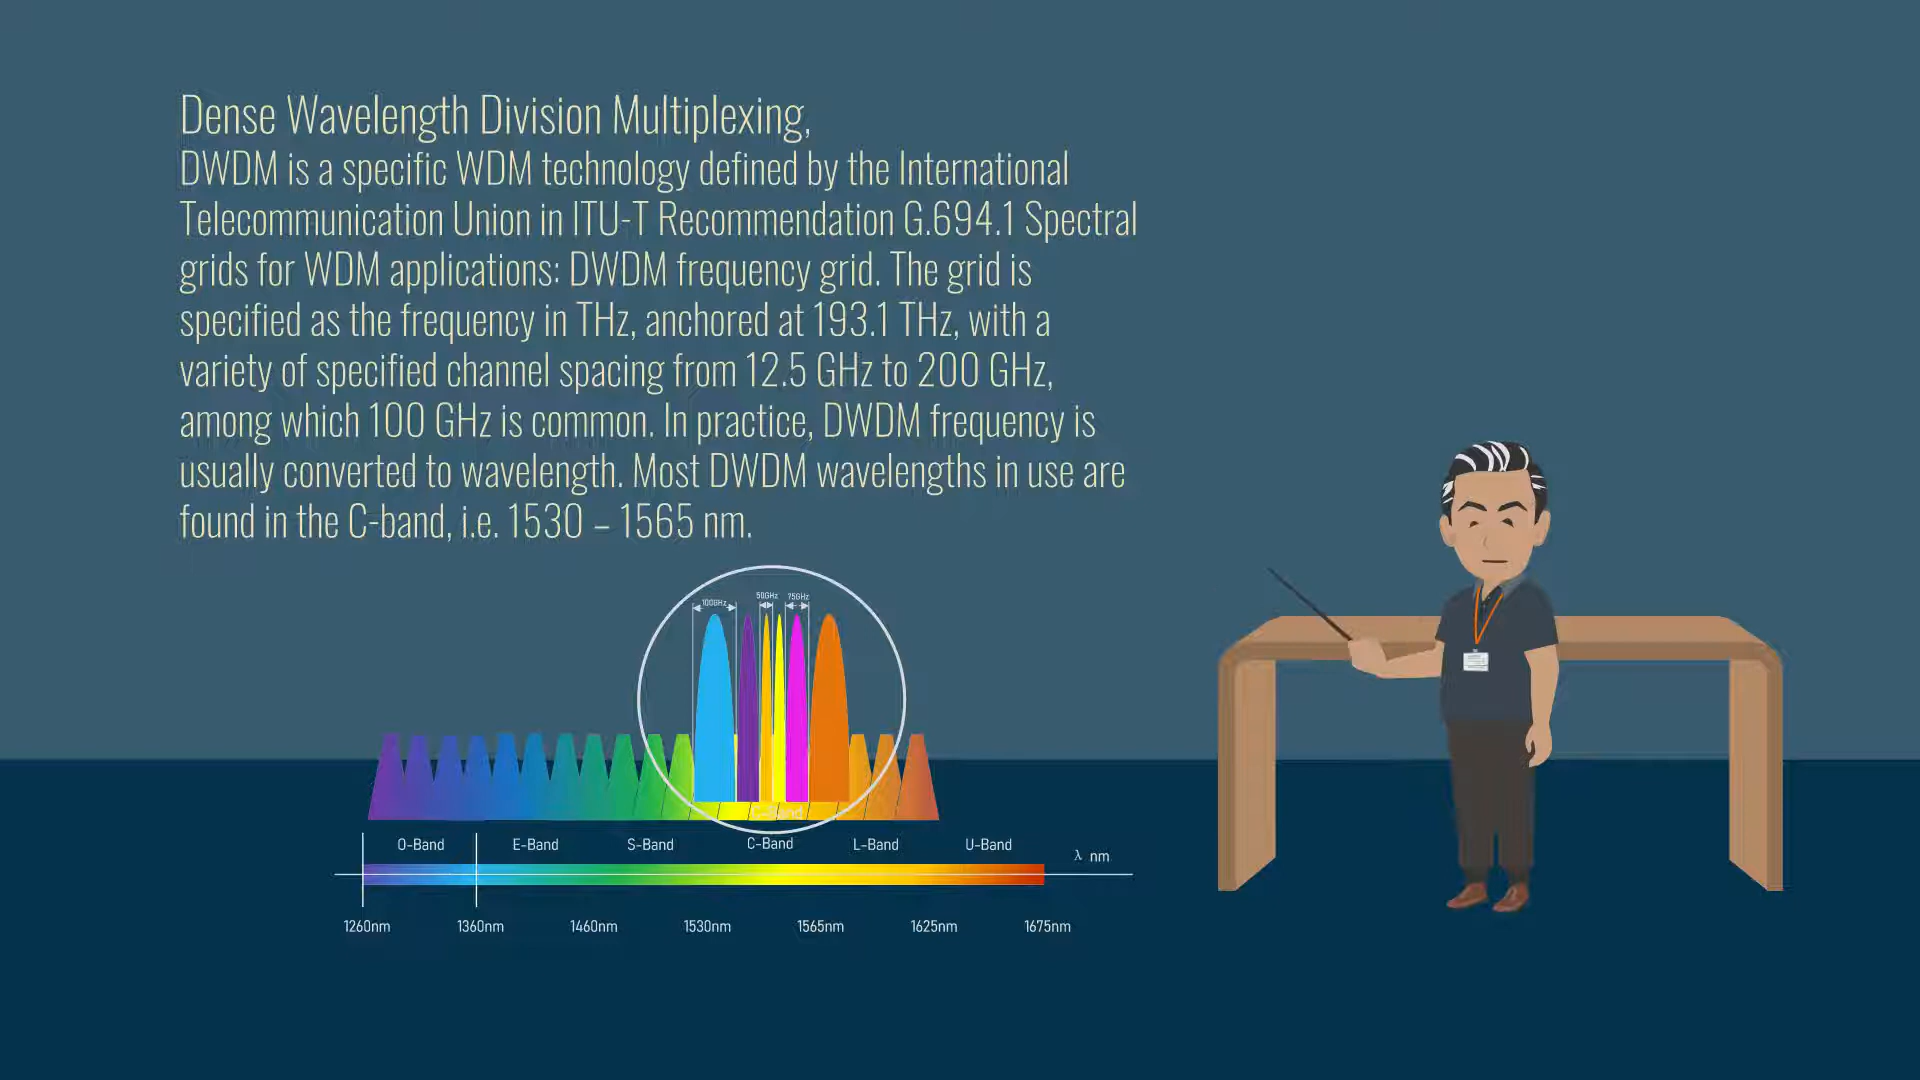 Dense Wavelength Division Multiplexing,
DWDM is a specific WDM technology defined by the International
Telecommunication Union in ITU-T Recommendation G.694.1 Spectral
grids for WDM applications: DWDM frequency grid. The grid is
specified as the frequency in THz, anchored at 193.1 THz, with a
variety of specified channel spacing from 12.5 GHz to 200 GHz,
among which 100 GHz is common. In practice, DWDM frequency is
usually converted to wavelength. Most DWDM wavelengths in use are
found in the C-band, i.e. 1530 – 1565 nm.
100GHz 50GHz 75GHz
O-Band E-Band S-Band C-Band L-Band U-Band
λ nm
1260nm 1360nm 1460nm 1530nm 1565nm 1625nm 1675nm